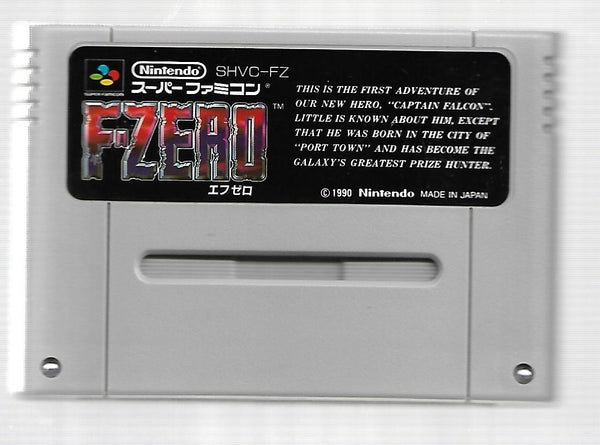 Nintendo SHVC-FZ
スーパーファミコン®
F-ZERO™
エフゼロ
THIS IS THE FIRST ADVENTURE OF
OUR NEW HERO, "CAPTAIN FALCON".
LITTLE IS KNOWN ABOUT HIM, EXCEPT
THAT HE WAS BORN IN THE CITY OF
"PORT TOWN" AND HAS BECOME THE
GALAXY'S GREATEST PRIZE HUNTER.
© 1990 Nintendo MADE IN JAPAN